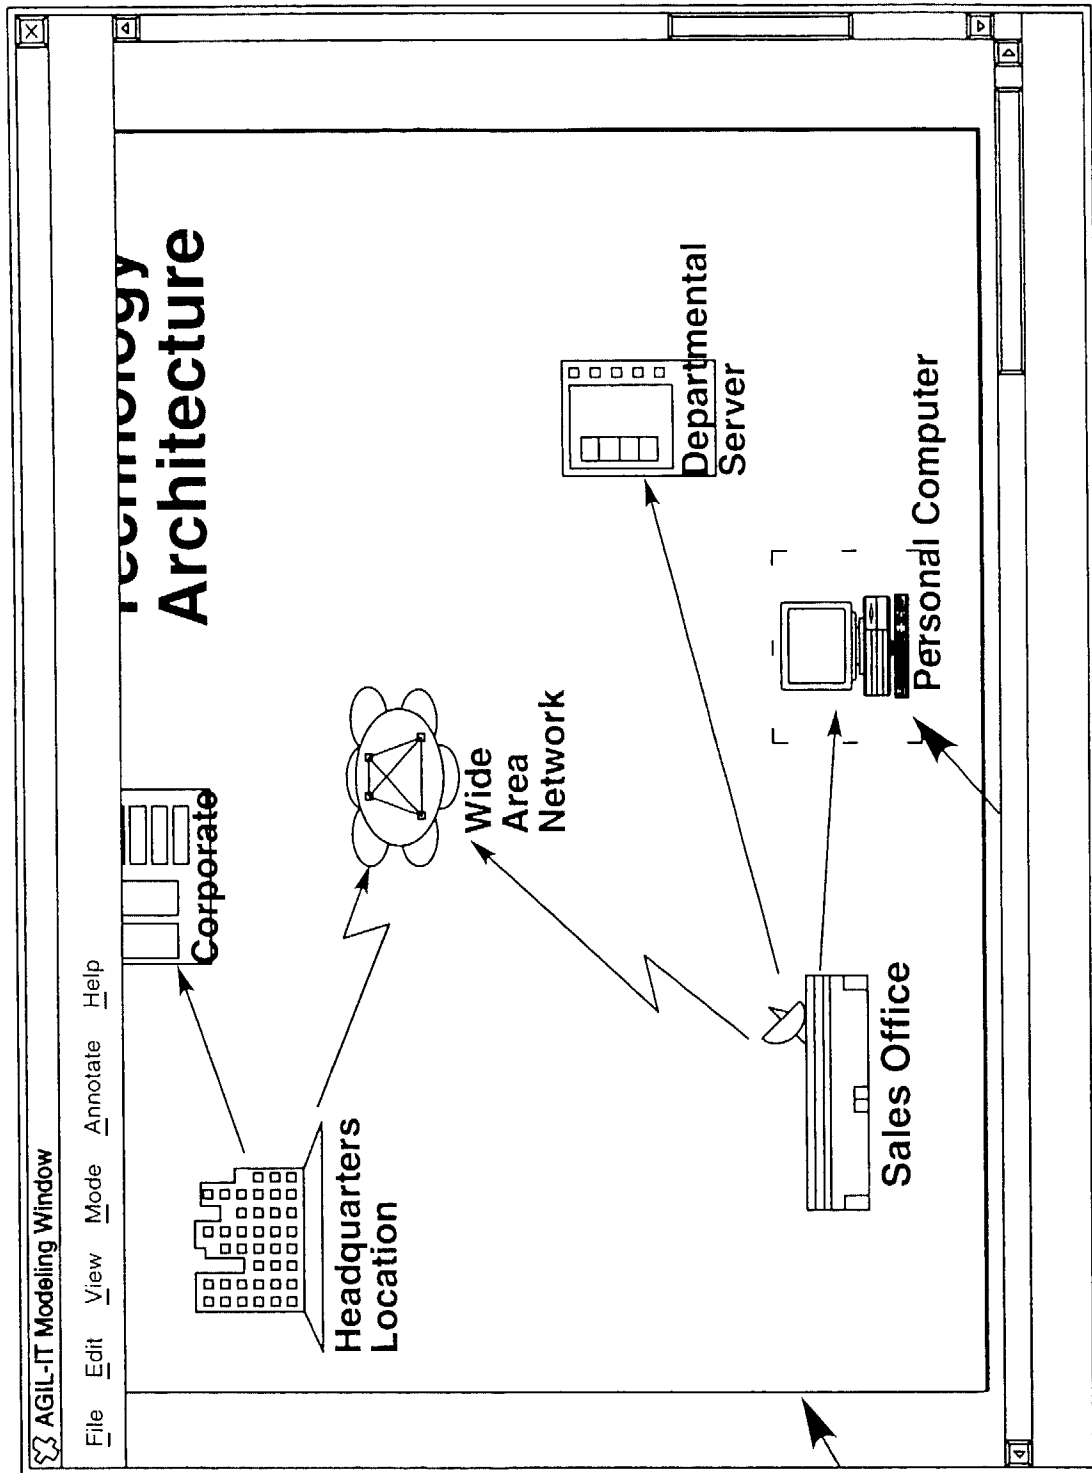 AGIL-IT Modeling Window
File Edit View Mode Annotate Help
Technology
Architecture
Corporate
Headquarters
Location
Wide
Area
Network
Departmental
Server
Sales Office
Personal Computer